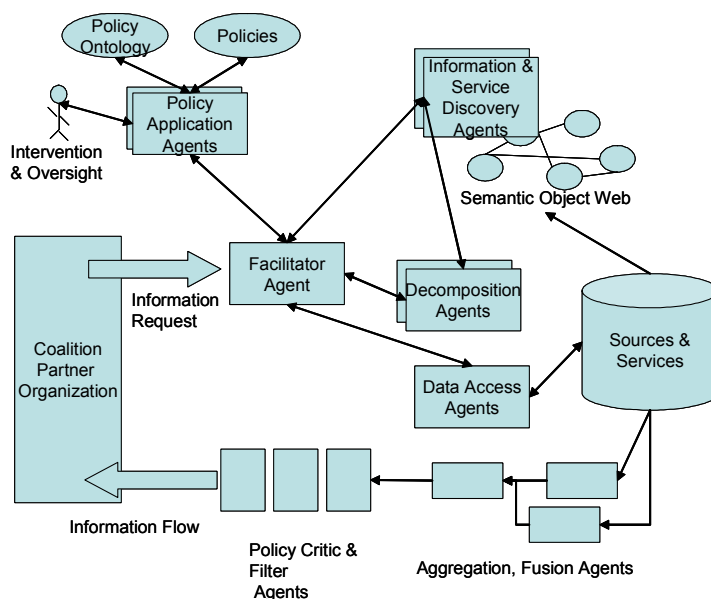 Policy
Ontology
Policies
Policy
Application
Agents
Information &
Service
Discovery
Agents
Intervention
& Oversight
Semantic Object Web
Facilitator
Agent
Information
Request
Decomposition
Agents
Coalition
Partner
Organization
Sources &
Services
Data Access
Agents
Information Flow
Policy Critic &
Filter
Agents
Aggregation, Fusion Agents